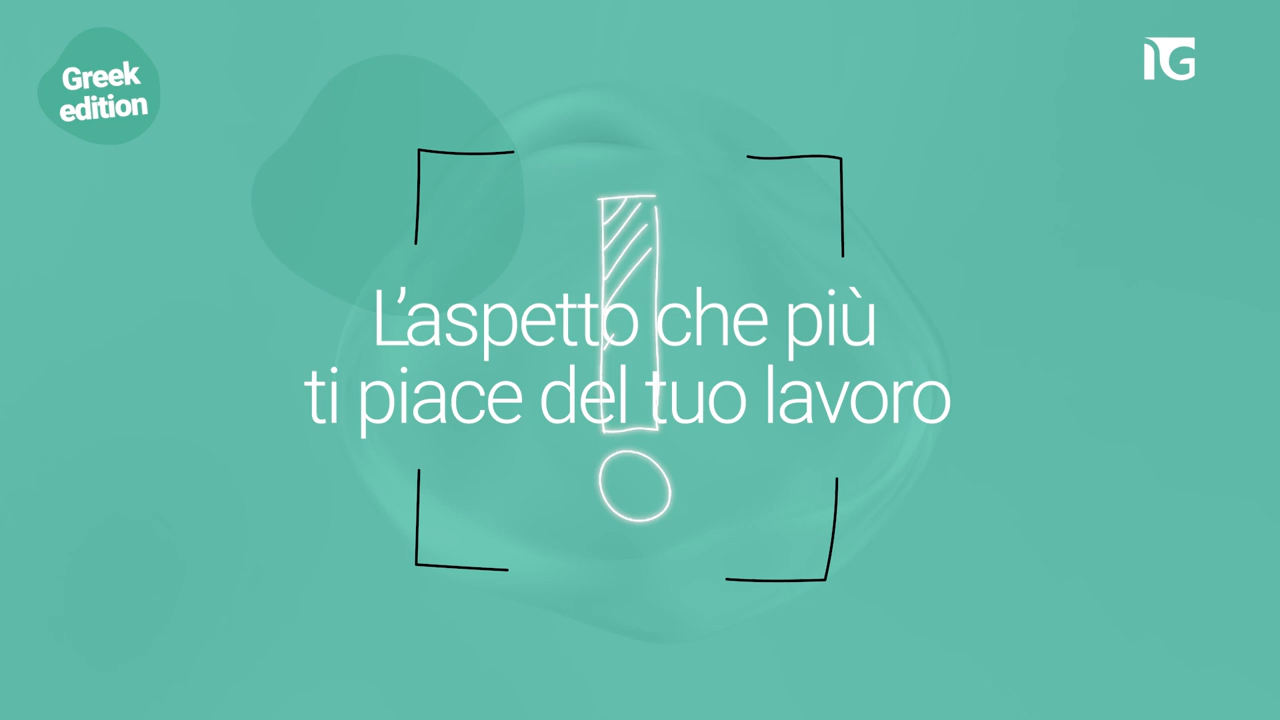 Greek
edition
IG
L’aspetto che più
ti piace del tuo lavoro